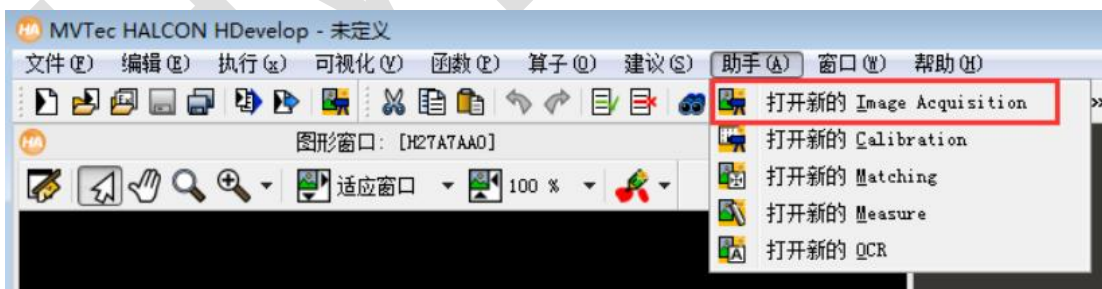 MVTec HALCON HDevelop - 未定义
文件(F) 编辑(E) 执行(x) 可视化(V) 函数(P) 算子(O) 建议(S) 助手(A) 窗口(W) 帮助(H)
打开新的 Image Acquisition
图形窗口: [H27A7AA0]
打开新的 Calibration
适应窗口 100 %
打开新的 Matching
打开新的 Measure
打开新的 OCR